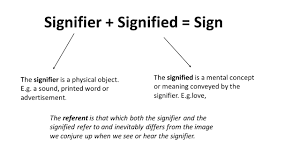 Signifier + Signified = Sign
The signifier is a physical object.
E.g. a sound, printed word or
advertisement.
The signified is a mental concept
or meaning conveyed by the
signifier. E.g.love,
The referent is that which both the signifier and the
signified refer to and inevitably differs from the image
we conjure up when we see or hear the signifier.